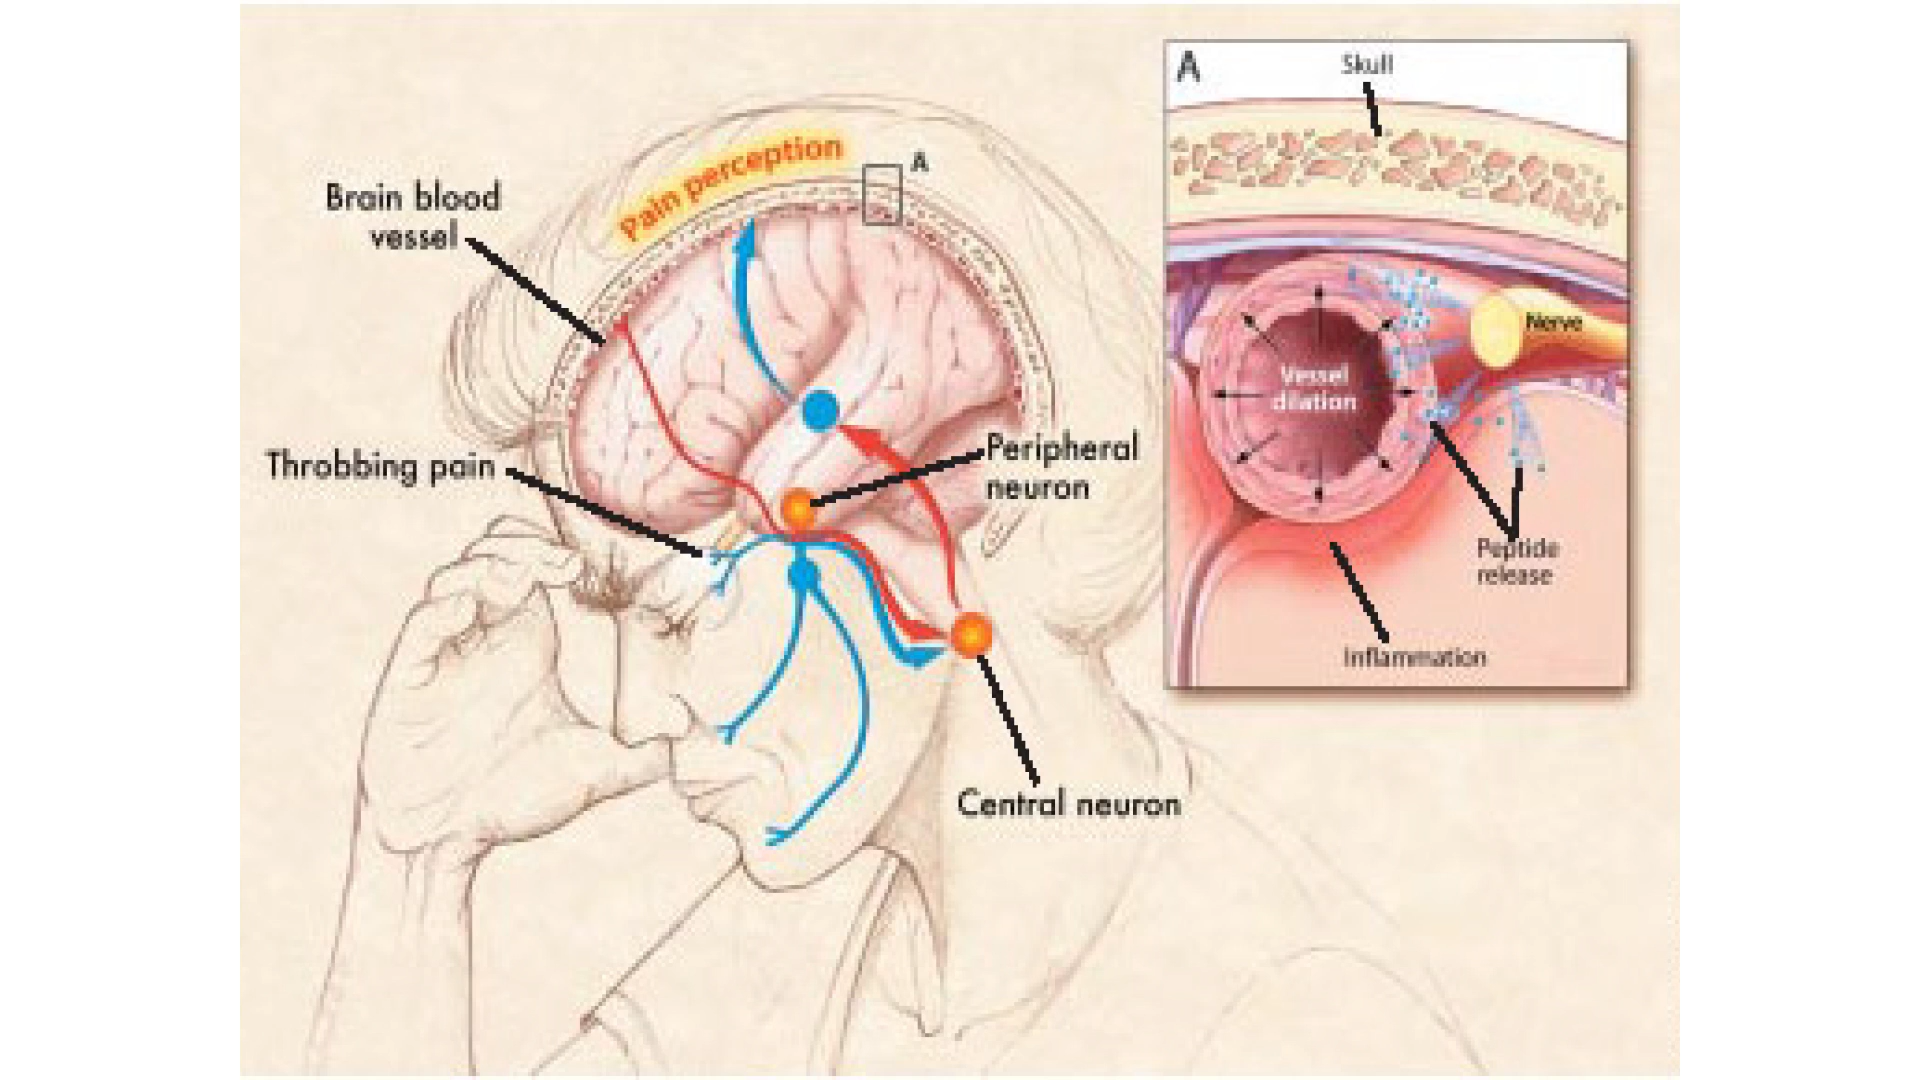 Pain perception
A
Brain blood
vessel
Throbbing pain
Peripheral
neuron
Central neuron
A
Skull
Nerve
Vessel
dilation
Peptide
release
Inflammation